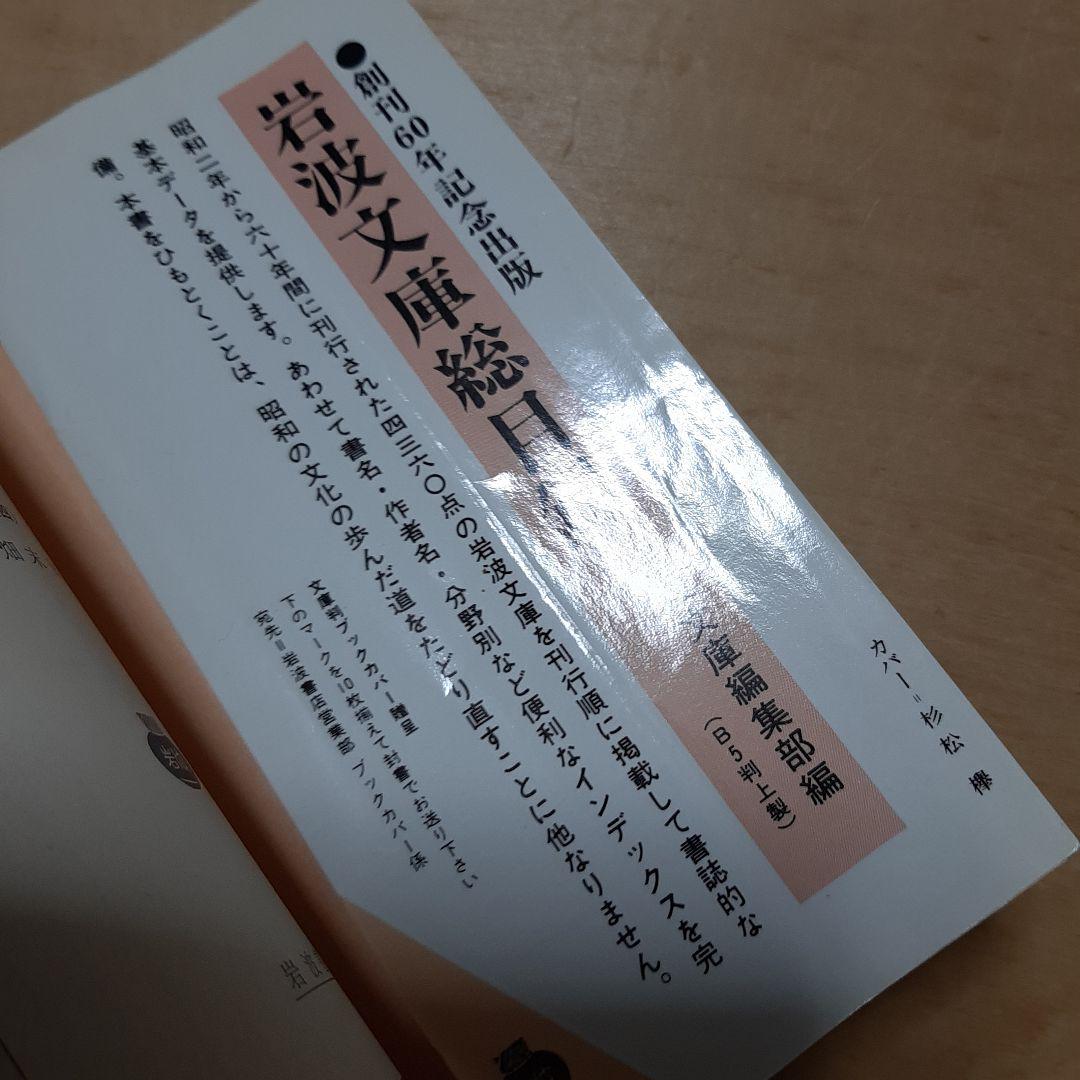 カバー=杉松 欅
●創刊60年記念出版
岩波文庫総目
文庫編集部編
(B5判上製)
昭和二年から六十年間に刊行された四三六〇点の岩波文庫を刊行順に掲載して書誌的な
基本データを提供します。あわせて書名・作者名・分野別など便利なインデックスを完
備。本書をひもとくことは、昭和の文化の歩んだ道をたどり直すことに他なりません。
文庫判ブックカバー贈呈
下のマークを10枚揃えて封書でお送り下さい
宛先=岩波書店営業部 ブックカバー係
畑
岩波